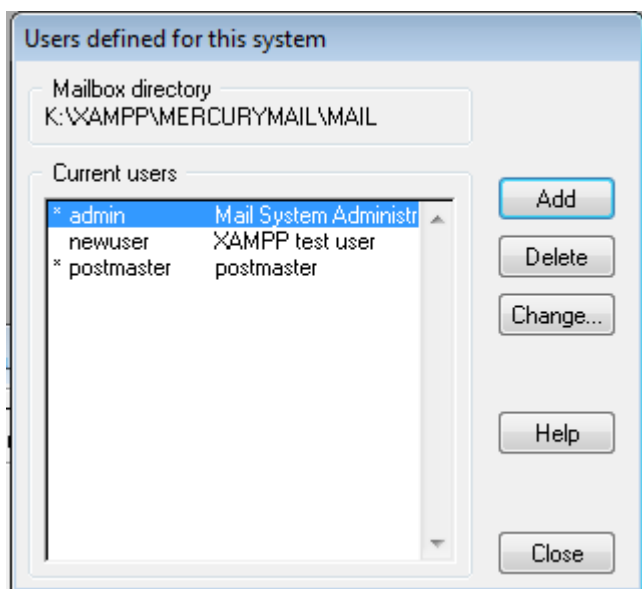 Users defined for this system
Mailbox directory
K:\XAMPP\MERCURYMAIL\MAIL
Current users
* admin Mail System Administr
newuser XAMPP test user
* postmaster postmaster
Add
Delete
Change...
Help
Close